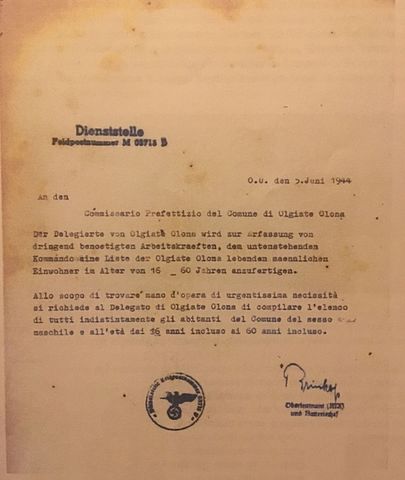 Dienststelle
Feldpostnummer M 08715 B
O.U. den 5.Juni 1944
An den
Commissario Prefettizio del Comune di Olgiate Olona
Der Delegierte von Olgiate Olona wird zur Erfassung von
dringend benoetigten Arbeitskraeften, dem untenstehenden
Kommando eine Liste der Olgiate Olona lebenden maennlichen
Einwohner im Alter von 16 _ 60 Jahren anzufertigen.
Allo scopo di trovare mano d'opera di urgentissima necissità
si richiede al Delegato di Olgiate Olona di compilare l'elenco
di tutti indistintamente gli abitanti del Comune del sesso
maschile e all'età dai 16 anni incluso ai 60 anni incluso.
Oberleutnant
und Batteriechef